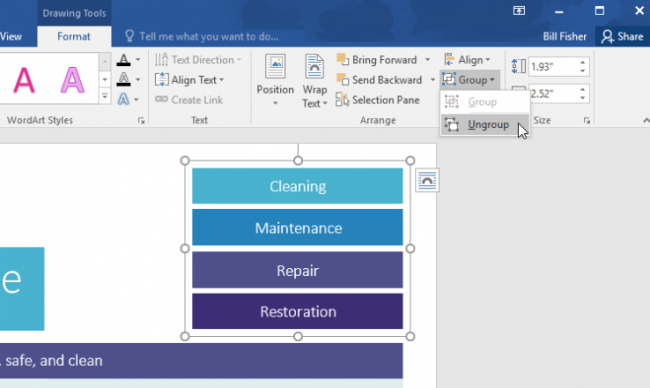 Drawing Tools
View
Format
Tell me what you want to do...
Bill Fisher
Share
A A
A
A
A
WordArt Styles
Text Direction
Align Text
Create Link
Text
Position
Wrap
Text
Bring Forward
Send Backward
Selection Pane
Arrange
Align
Group
Group
Ungroup
1.93"
2.52"
Size
Cleaning
Maintenance
Repair
Restoration
e
, safe, and clean